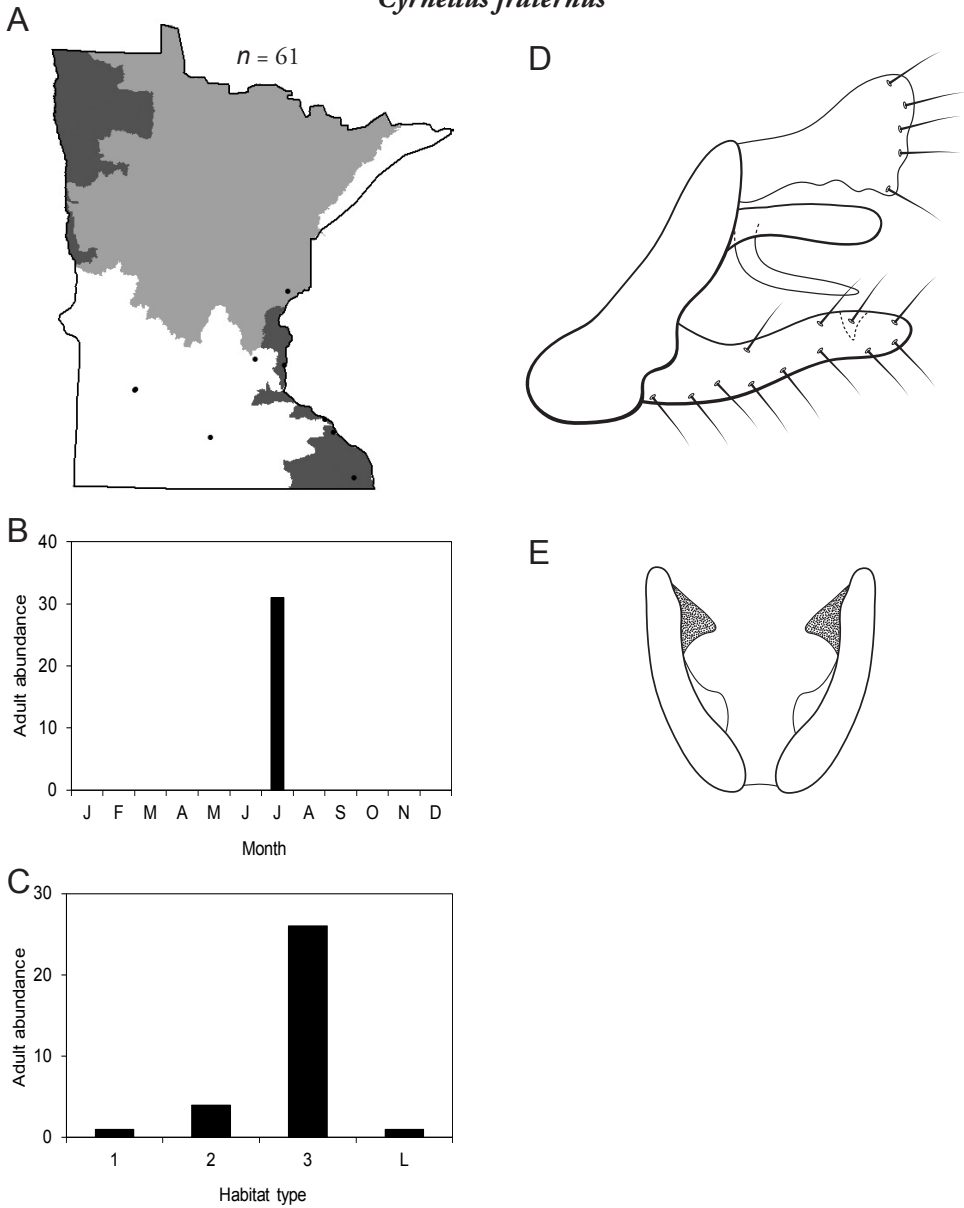 Cyrnellus fraternus
A
n = 61
D
B
40
30
20
10
0
Adult abundance
J F M A M J J A S O N D
Month
E
C
30
20
10
0
Adult abundance
1 2 3 L
Habitat type